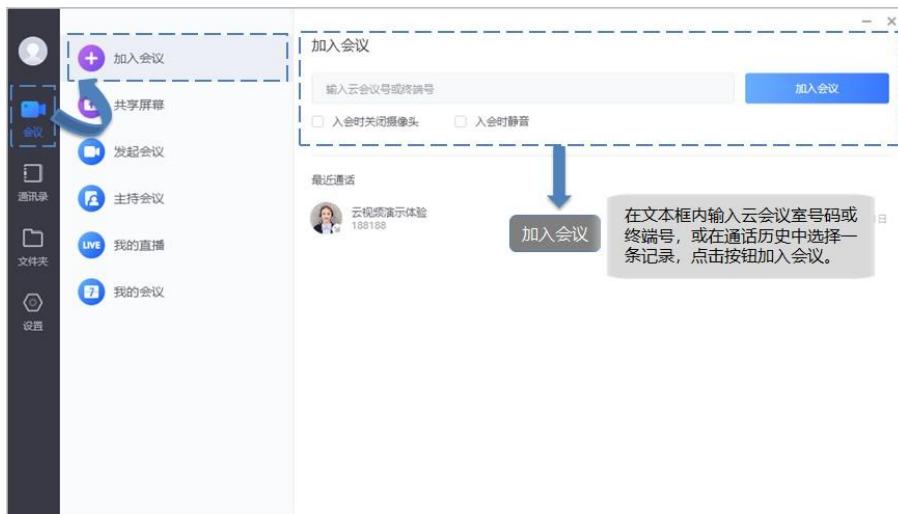 会议
通讯录
文件夹
设置
加入会议
共享屏幕
发起会议
主持会议
LIVE
我的直播
7
我的会议
加入会议
输入云会议号或终端号
加入会议
入会时关闭摄像头
入会时静音
最近通话
云视频演示体验
188188
加入会议
在文本框内输入云会议室号码或
终端号，或在通话历史中选择一
条记录，点击按钮加入会议。
日